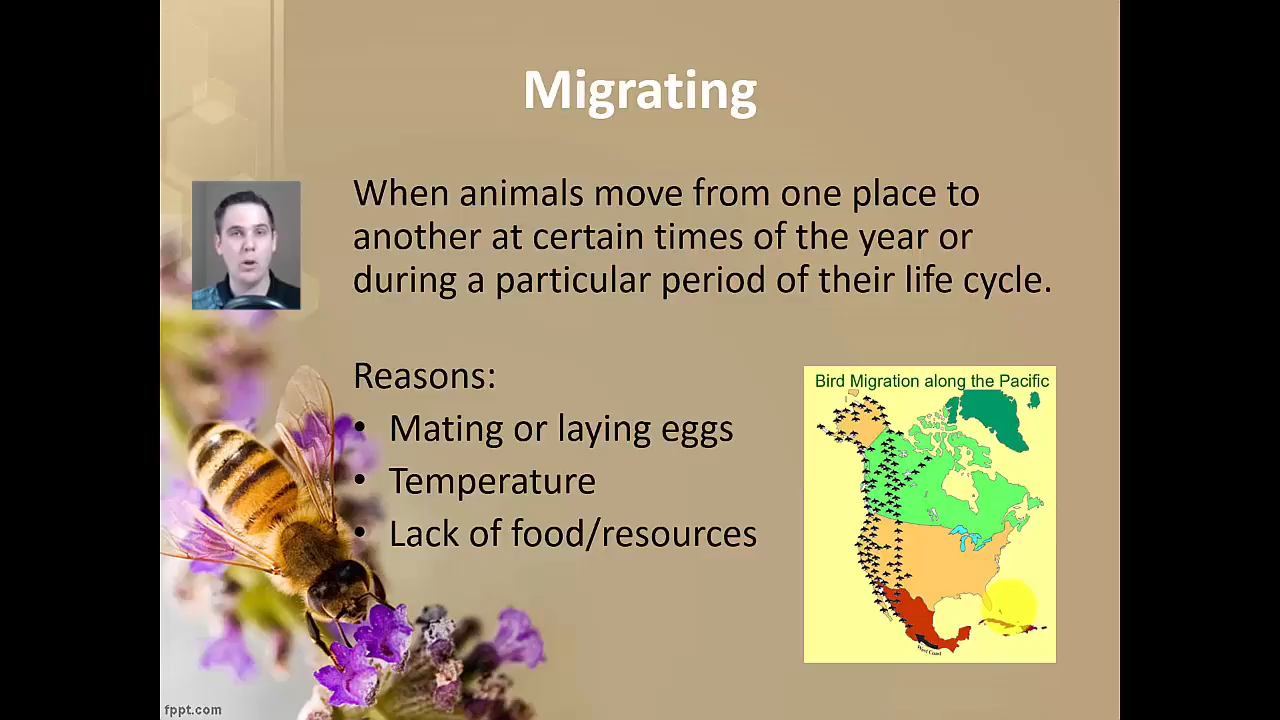 Migrating
When animals move from one place to
another at certain times of the year or
during a particular period of their life cycle.
Reasons:
• Mating or laying eggs
• Temperature
• Lack of food/resources
Bird Migration along the Pacific
West Coast
fppt.com